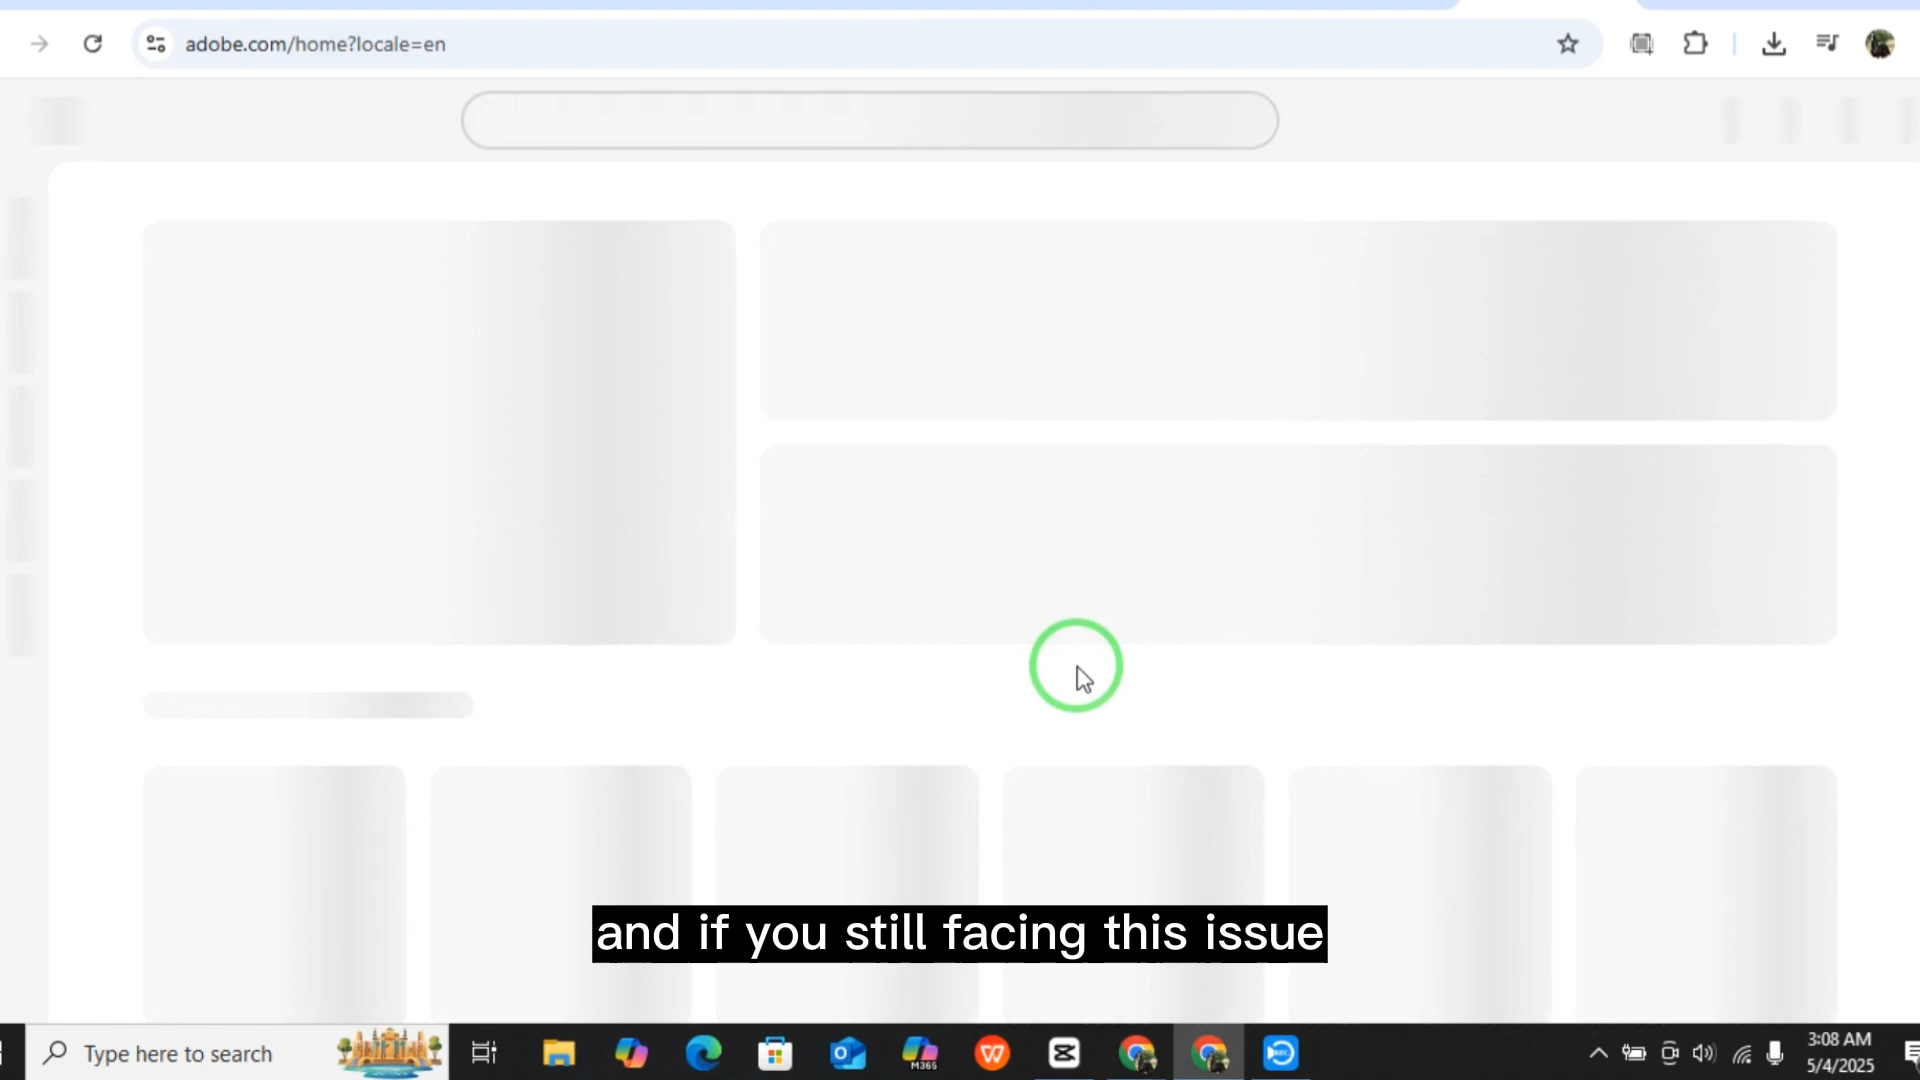 adobe.com/home?locale=en
and if you still facing this issue
Type here to search
M365
3:08 AM
5/4/2025